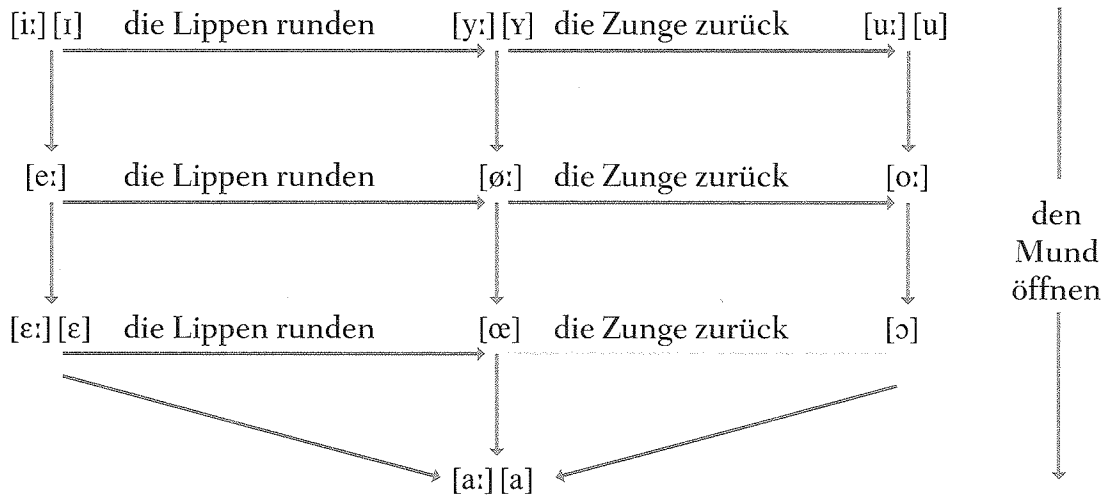 [iː] [ɪ] die Lippen runden [yː] [ʏ] die Zunge zurück [uː] [u]
[eː] die Lippen runden [øː] die Zunge zurück [oː]
den
Mund
öffnen
[ɛː] [ɛ] die Lippen runden [œ] die Zunge zurück [ɔ]
[aː] [a]